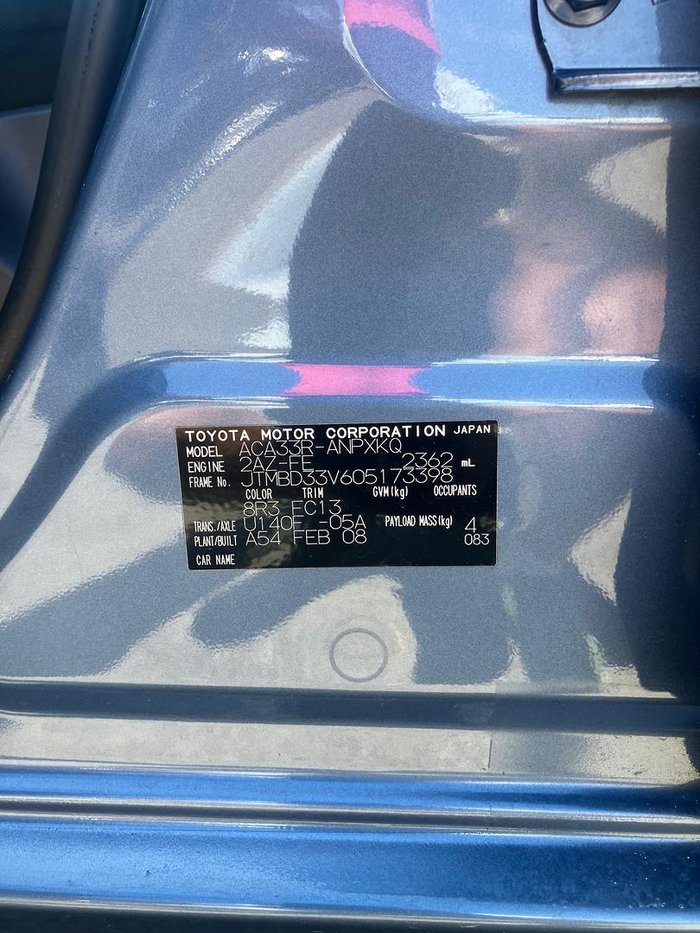 TOYOTA MOTOR CORPORATION JAPAN
MODEL ACA33R-ANPXKQ
ENGINE 2AZ-FE 2362 mL
FRAME No. JTMBD33V605173398
COLOR TRIM GVM(kg) OCCUPANTS
8R3 EC13
TRANS./AXLE U140F -05A PAYLOAD MASS(kg) 4
PLANT/BUILT A54 FEB 08 083
CAR NAME